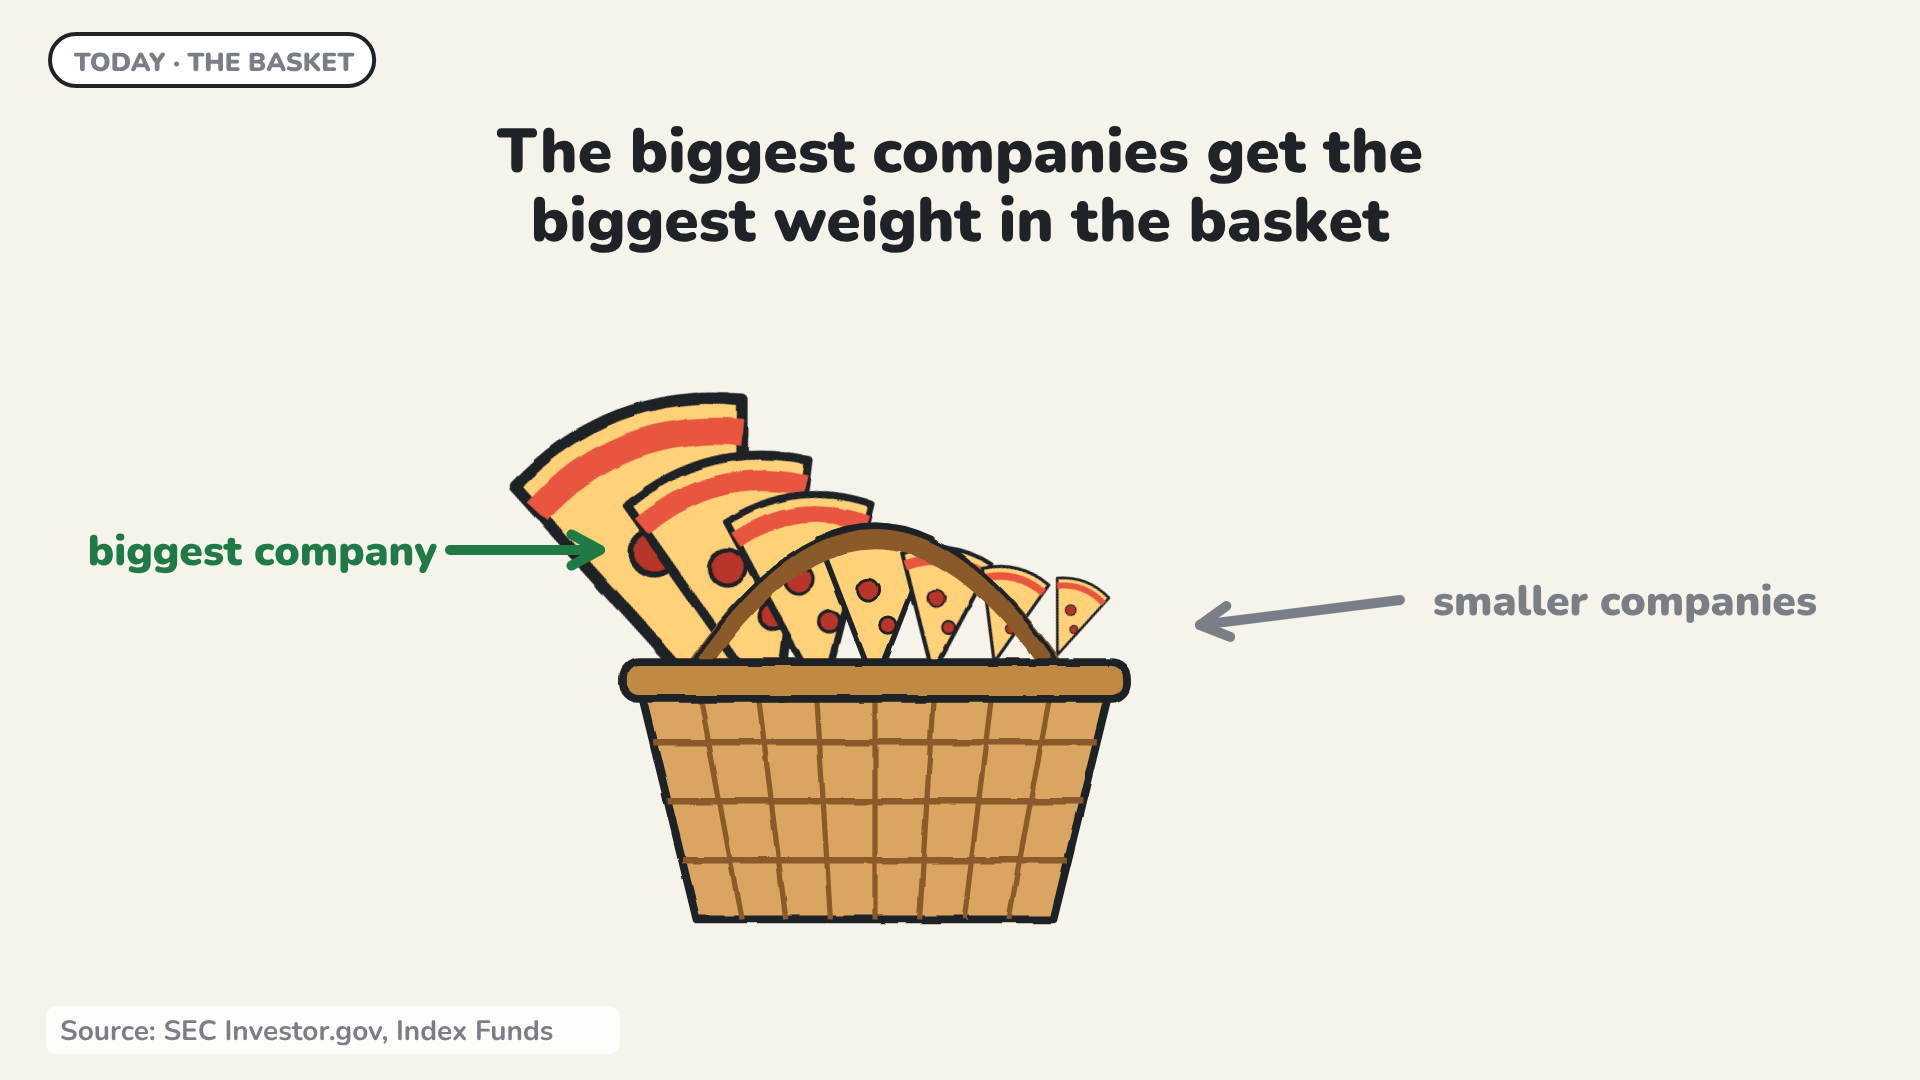 TODAY · THE BASKET
The biggest companies get the
biggest weight in the basket
biggest company
smaller companies
Source: SEC Investor.gov, Index Funds